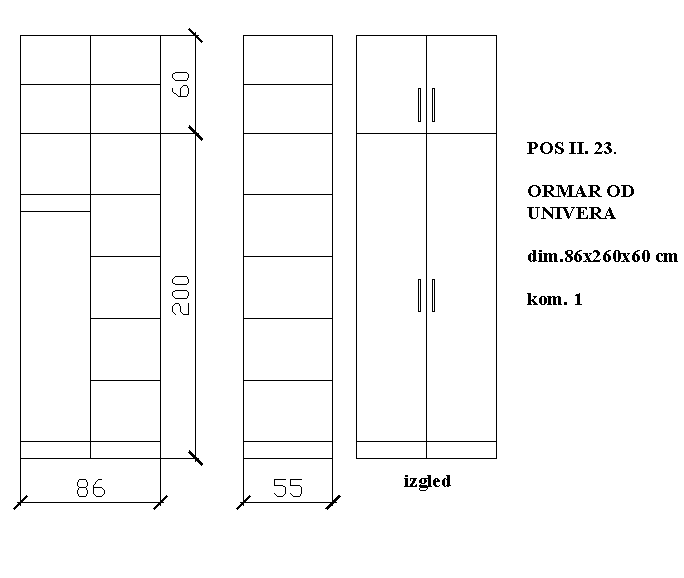 60
200
86
55
izgled
POS II. 23.
ORMAR OD
UNIVERA
dim.86x260x60 cm
kom. 1